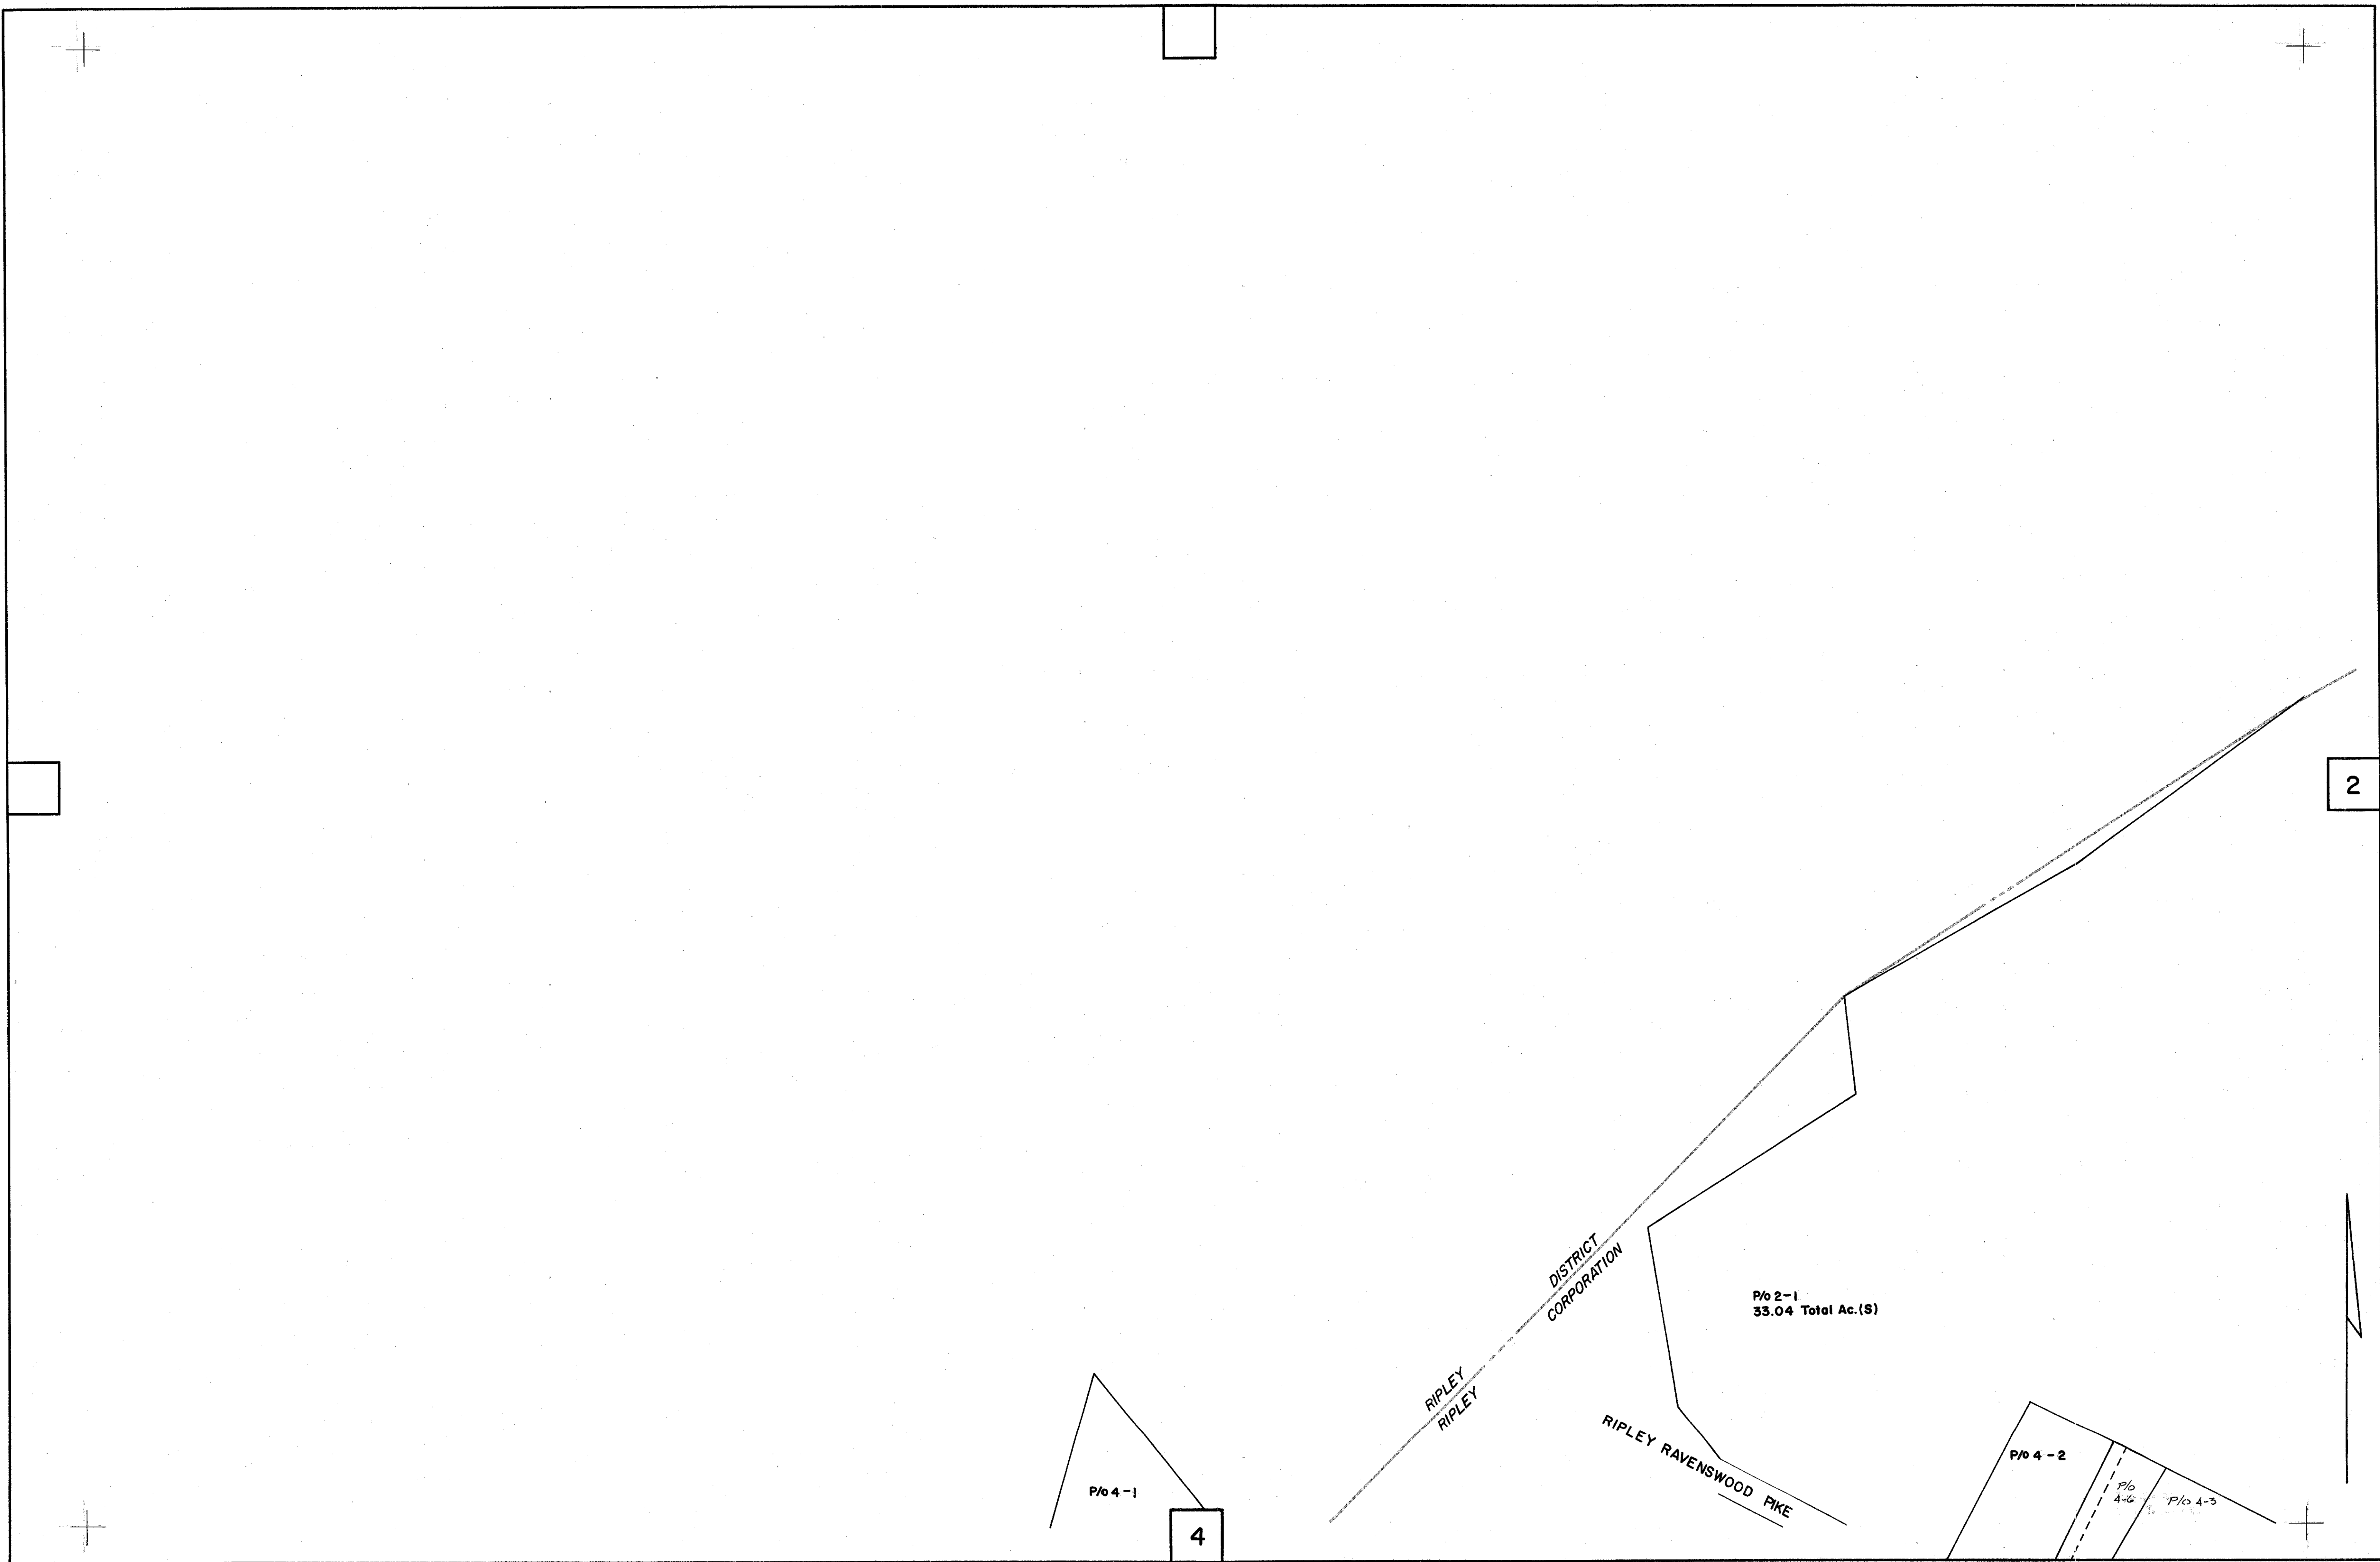 2
DISTRICT
CORPORATION
P/o 2-1
33.04 Total Ac.(S)
RIPLEY
RIPLEY
RIPLEY RAVENSWOOD PIKE
P/o 4-2
P/o 4-1
P/o
4-6
P/o 4-3
4